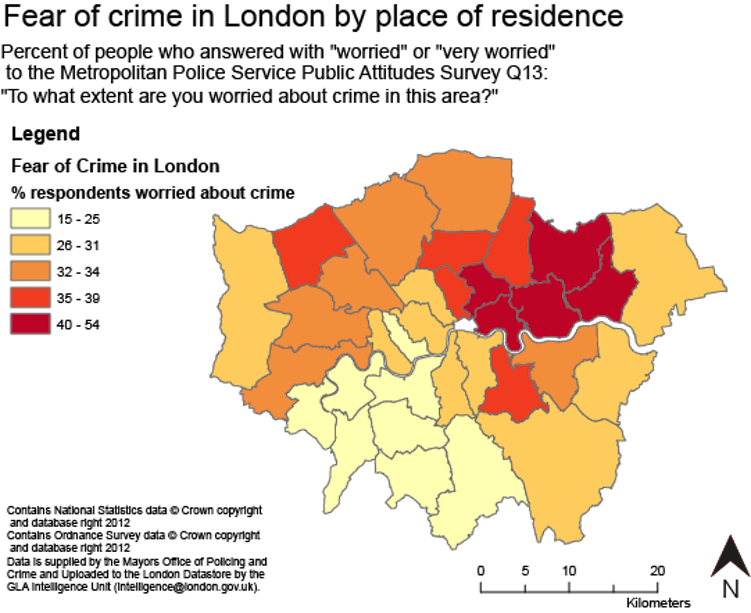 Fear of crime in London by place of residence
Percent of people who answered with "worried" or "very worried"
to the Metropolitan Police Service Public Attitudes Survey Q13:
"To what extent are you worried about crime in this area?"
Legend
Fear of Crime in London
% respondents worried about crime
15 - 25
26 - 31
32 - 34
35 - 39
40 - 54
Contains National Statistics data © Crown copyright
and database right 2012
Contains Ordnance Survey data © Crown copyright
and database right 2012
Data is supplied by the Mayors Office of Policing and
Crime and Uploaded to the London Datastore by the
GLA Intelligence Unit (intelligence@london.gov.uk).
0 5 10 20
Kilometers
N